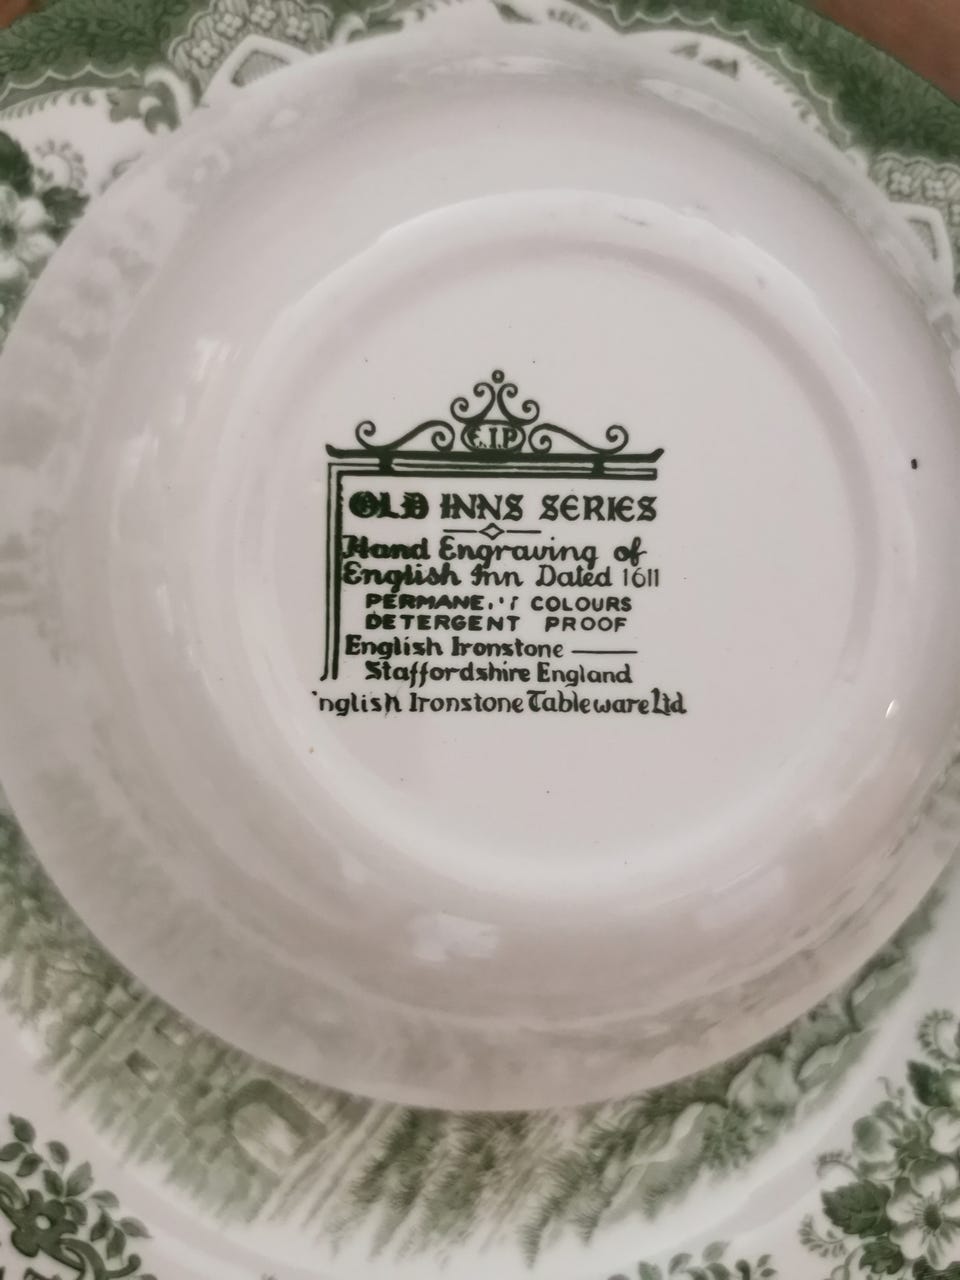 E.I.P
OLD INNS SERIES
Hand Engraving of
English Inn Dated 1611
COLOURS
DETERGENT PROOF
English Ironstone
Staffordshire England
Ironstone Tableware Ltd